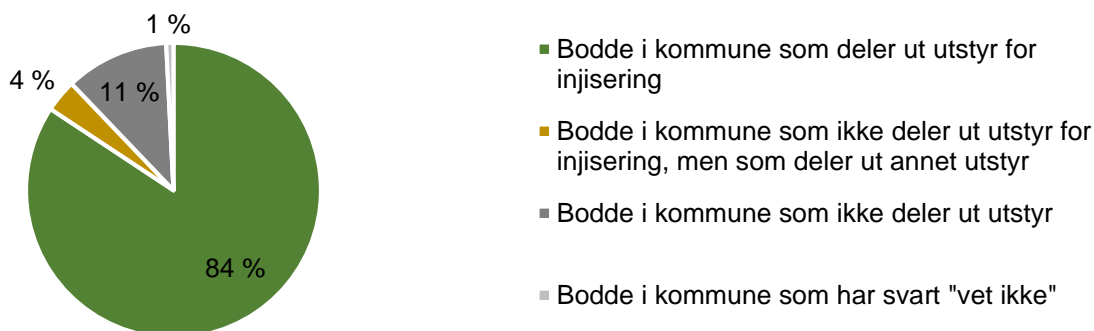 1 %
4 %
11 %
84 %
Bodde i kommune som deler ut utstyr for
injisering
Bodde i kommune som ikke deler ut utstyr for
injisering, men som deler ut annet utstyr
Bodde i kommune som ikke deler ut utstyr
Bodde i kommune som har svart "vet ikke"